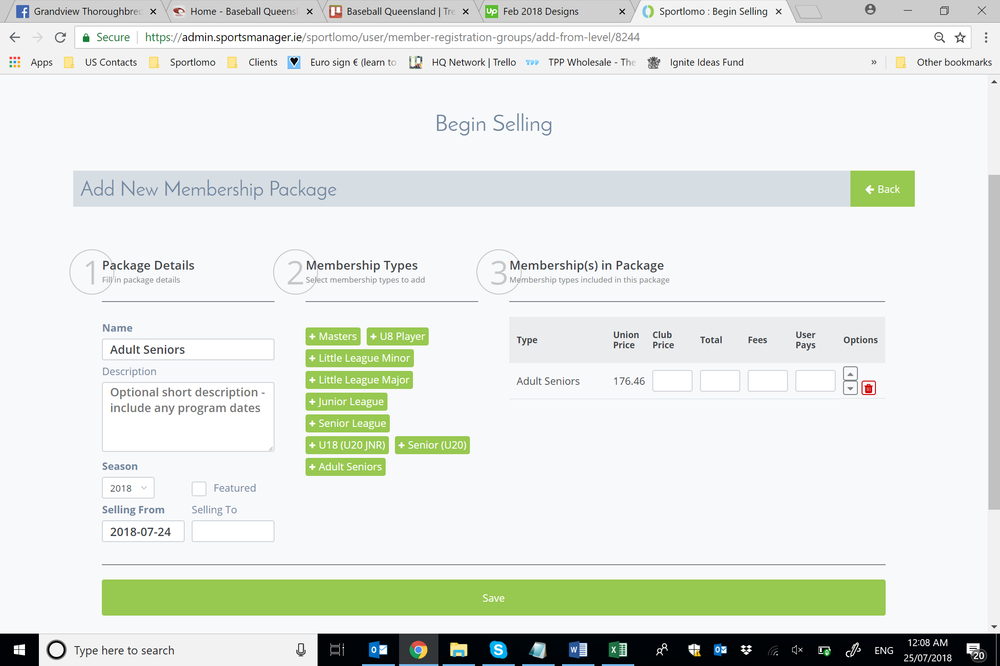 Grandview Thoroughbred
Home - Baseball Queensl
Baseball Queensland | Tre
Up Feb 2018 Designs
Sportlomo : Begin Selling
Secure
https://admin.sportsmanager.ie/sportlomo/user/member-registration-groups/add-from-level/8244
Apps
US Contacts
Sportlomo
Clients
Euro sign € (learn to
HQ Network | Trello
TPP TPP Wholesale - The
Ignite Ideas Fund
»
Other bookmarks
Begin Selling
Add New Membership Package
Back
1 Package Details
Fill in package details
2 Membership Types
Select membership types to add
3 Membership(s) in Package
Membership types included in this package
Name
Adult Seniors
Description
Optional short description -
include any program dates
Season
2018
Featured
Selling From
Selling To
2018-07-24
+ Masters
+ U8 Player
+ Little League Minor
+ Little League Major
+ Junior League
+ Senior League
+ U18 (U20 JNR)
+ Senior (U20)
+ Adult Seniors
Type
Union
Price
Club
Price
Total
Fees
User
Pays
Options
Adult Seniors
176.46
Save
Type here to search
ENG
12:08 AM
25/07/2018
20